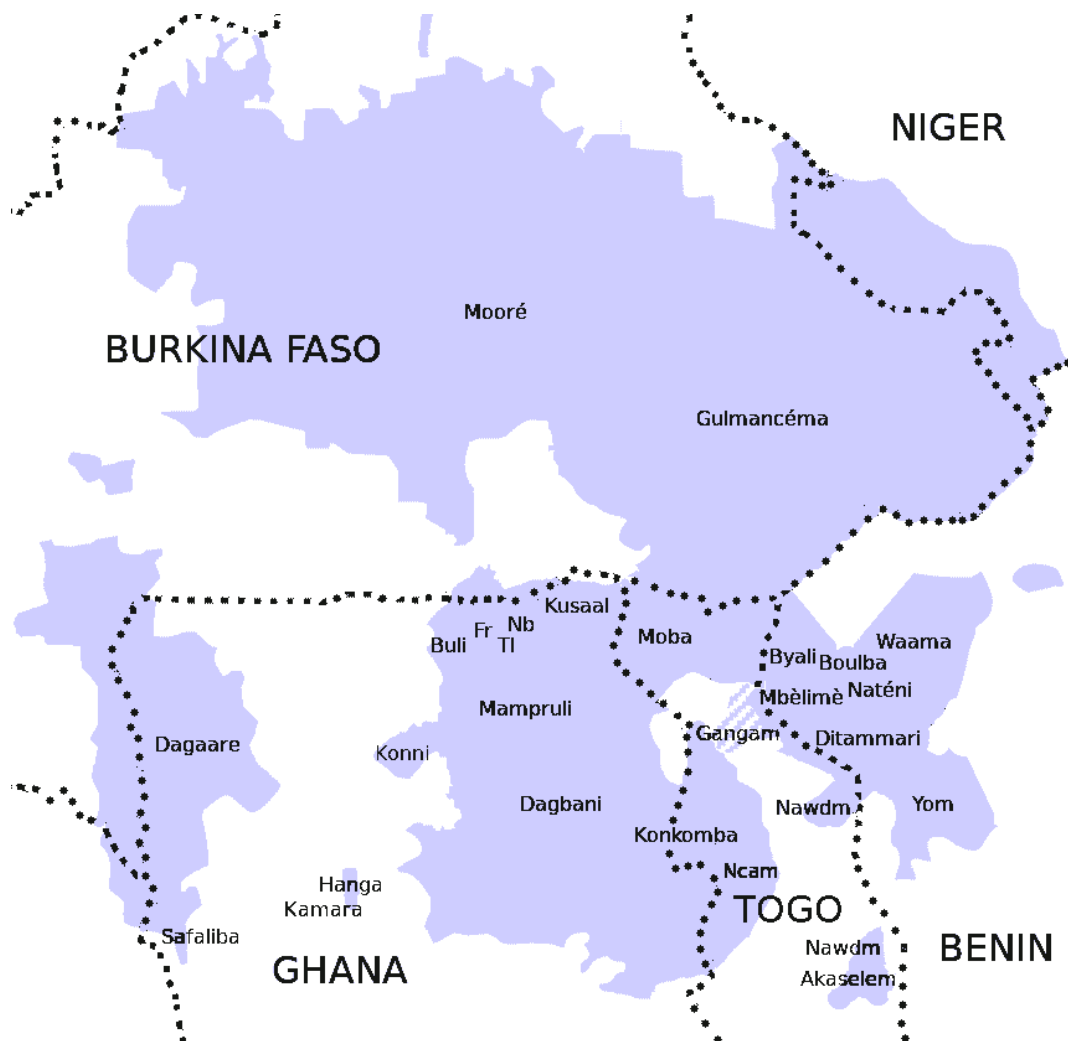 NIGER
Mooré
BURKINA FASO
Gulmancéma
Kusaal
Nb
Fr
Tl
Buli
Moba
Waama
Byali
Boulba
Naténi
Mbèlimè
Mampruli
Gangam
Ditammari
Dagaare
Konni
Dagbani
Nawdm
Yom
Konkomba
Ncam
Hanga
Kamara
TOGO
Safaliba
Nawdm
BENIN
GHANA
Akaselem